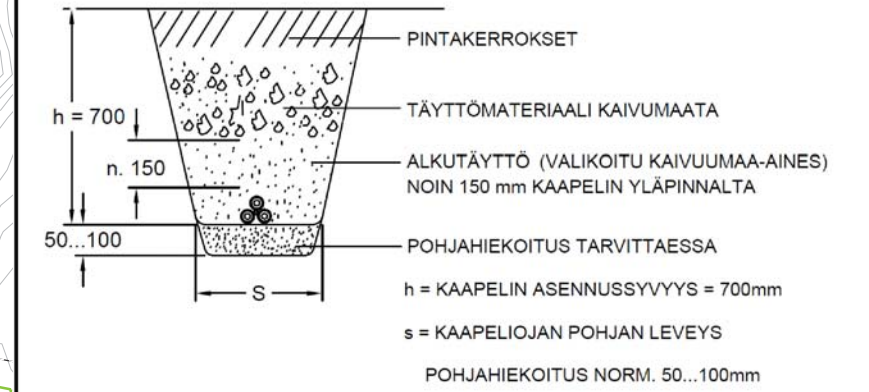 PINTAKERROKSET
h = 700
TÄYTTÖMATERIAALI KAIVUMAATA
n. 150
ALKUTÄYTTÖ (VALIKOITU KAIVUUMAA-AINES)
NOIN 150 mm KAAPELIN YLÄPINNALTA
50...100
POHJAHIEKOITUS TARVITTAESSA
S
h = KAAPELIN ASENNUSSYVYYS = 700mm
s = KAAPELIOJAN POHJAN LEVEYS
POHJAHIEKOITUS NORM. 50...100mm